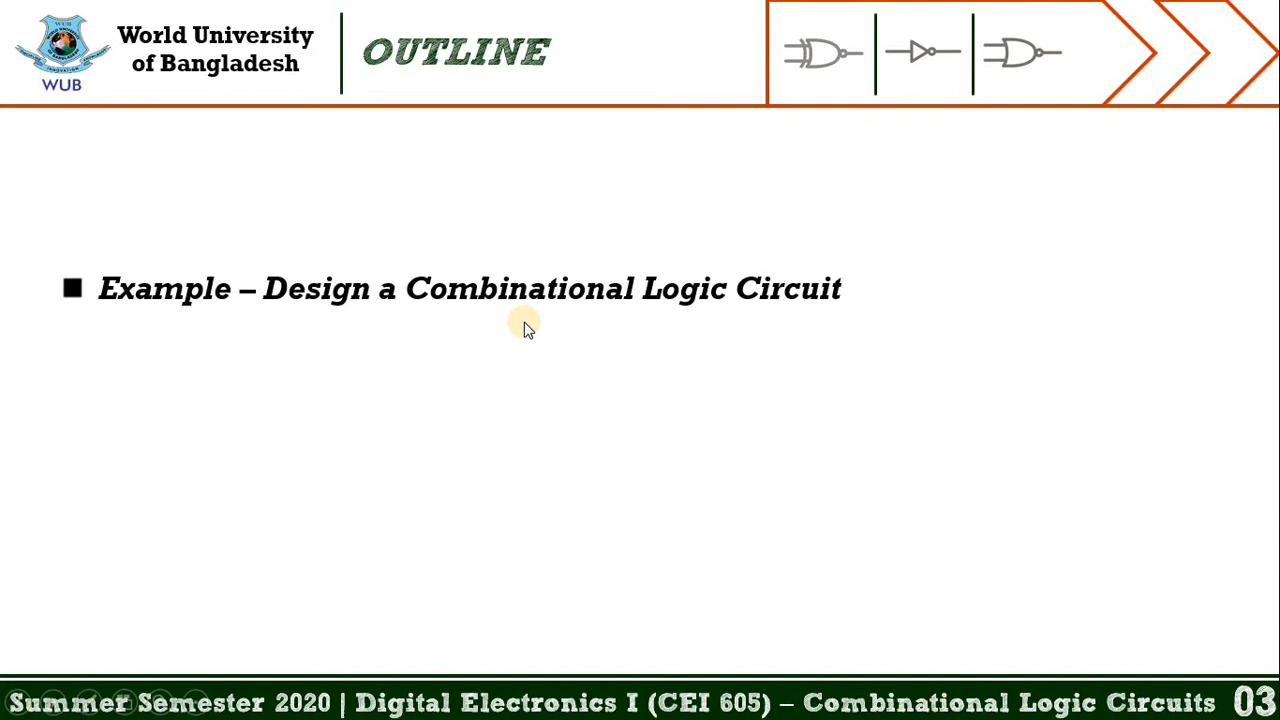 World University
of Bangladesh
WUB
OUTLINE
Example – Design a Combinational Logic Circuit
Summer Semester 2020 | Digital Electronics I (CEI 605) – Combinational Logic Circuits 03